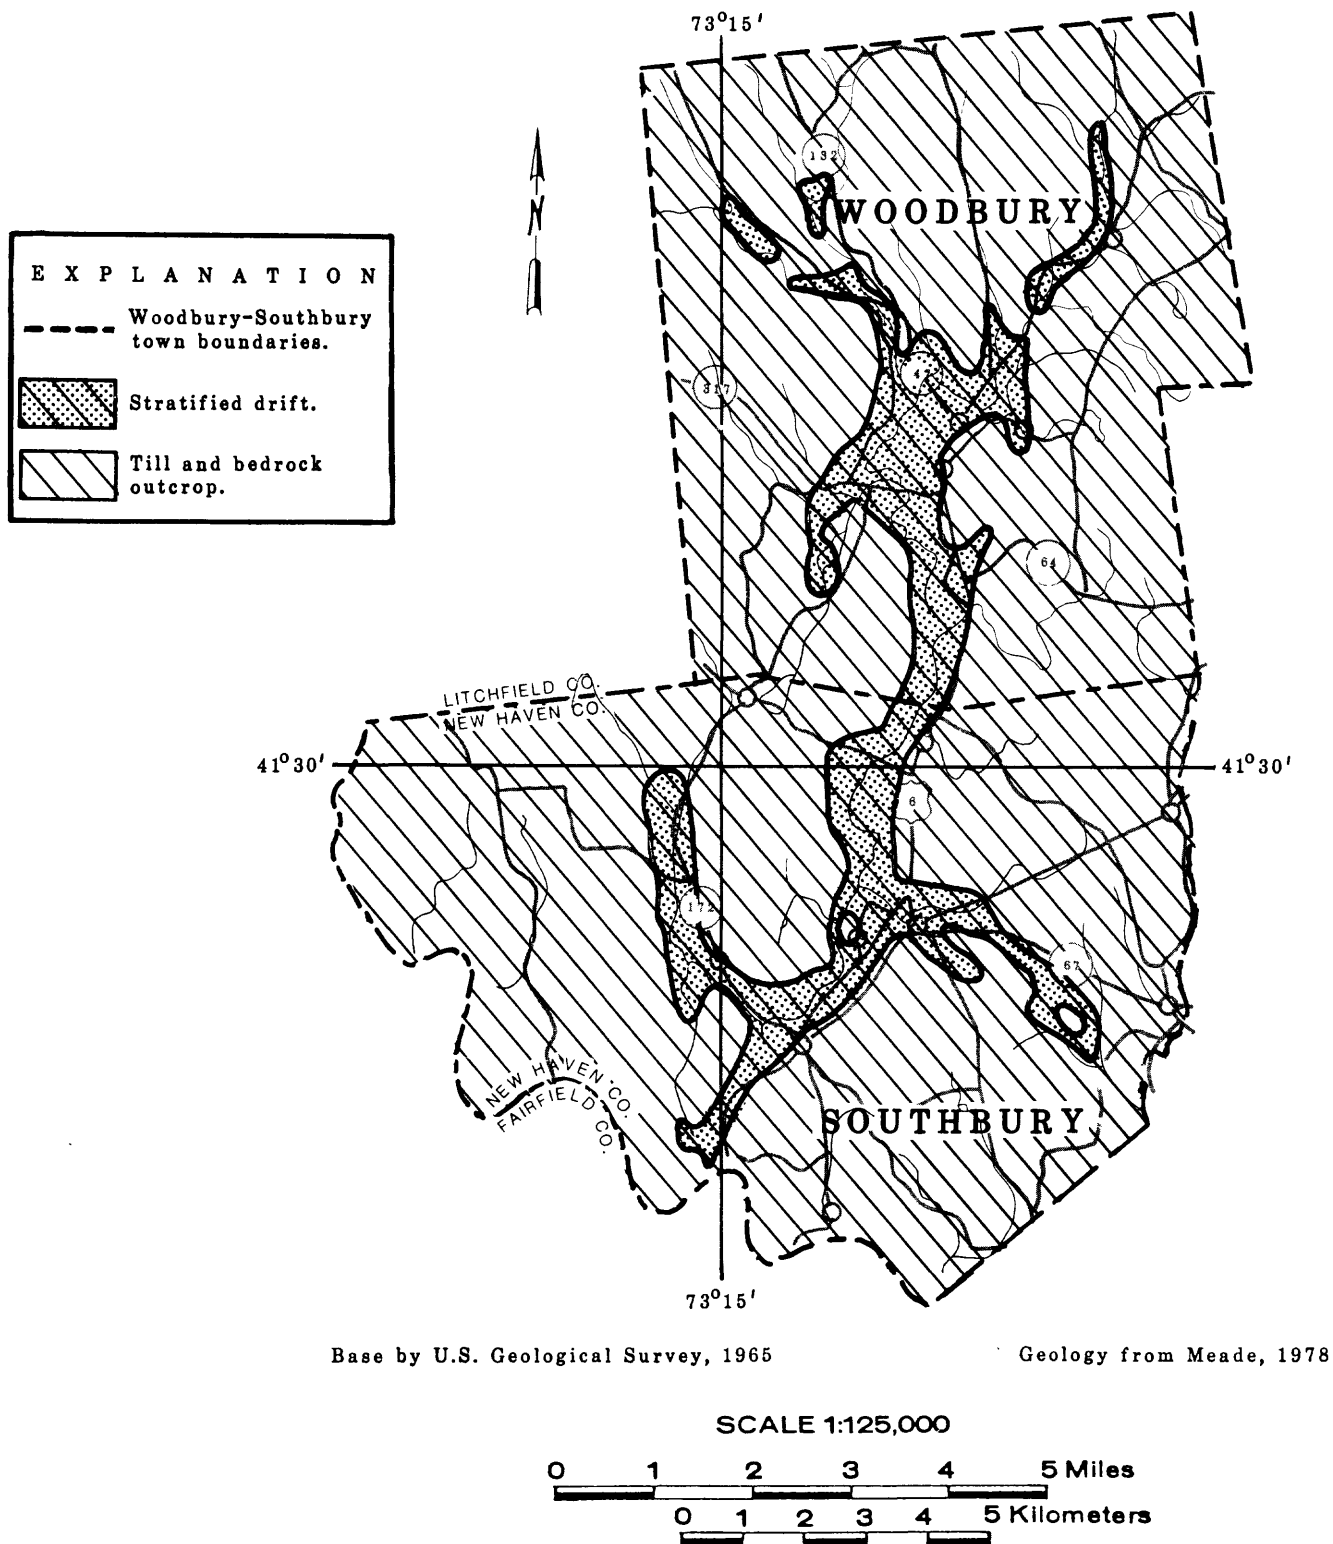 73°15'
132
WOODBURY
N
E X P L A N A T I O N
Woodbury-Southbury
town boundaries.
Stratified drift.
Till and bedrock
outcrop.
47
317
64
LITCHFIELD CO.
NEW HAVEN CO.
41°30'
41°30'
6
172
67
NEW HAVEN CO.
FAIRFIELD CO.
SOUTHBURY
73°15'
Base by U.S. Geological Survey, 1965
Geology from Meade, 1978
SCALE 1:125,000
0 1 2 3 4 5 Miles
0 1 2 3 4 5 Kilometers